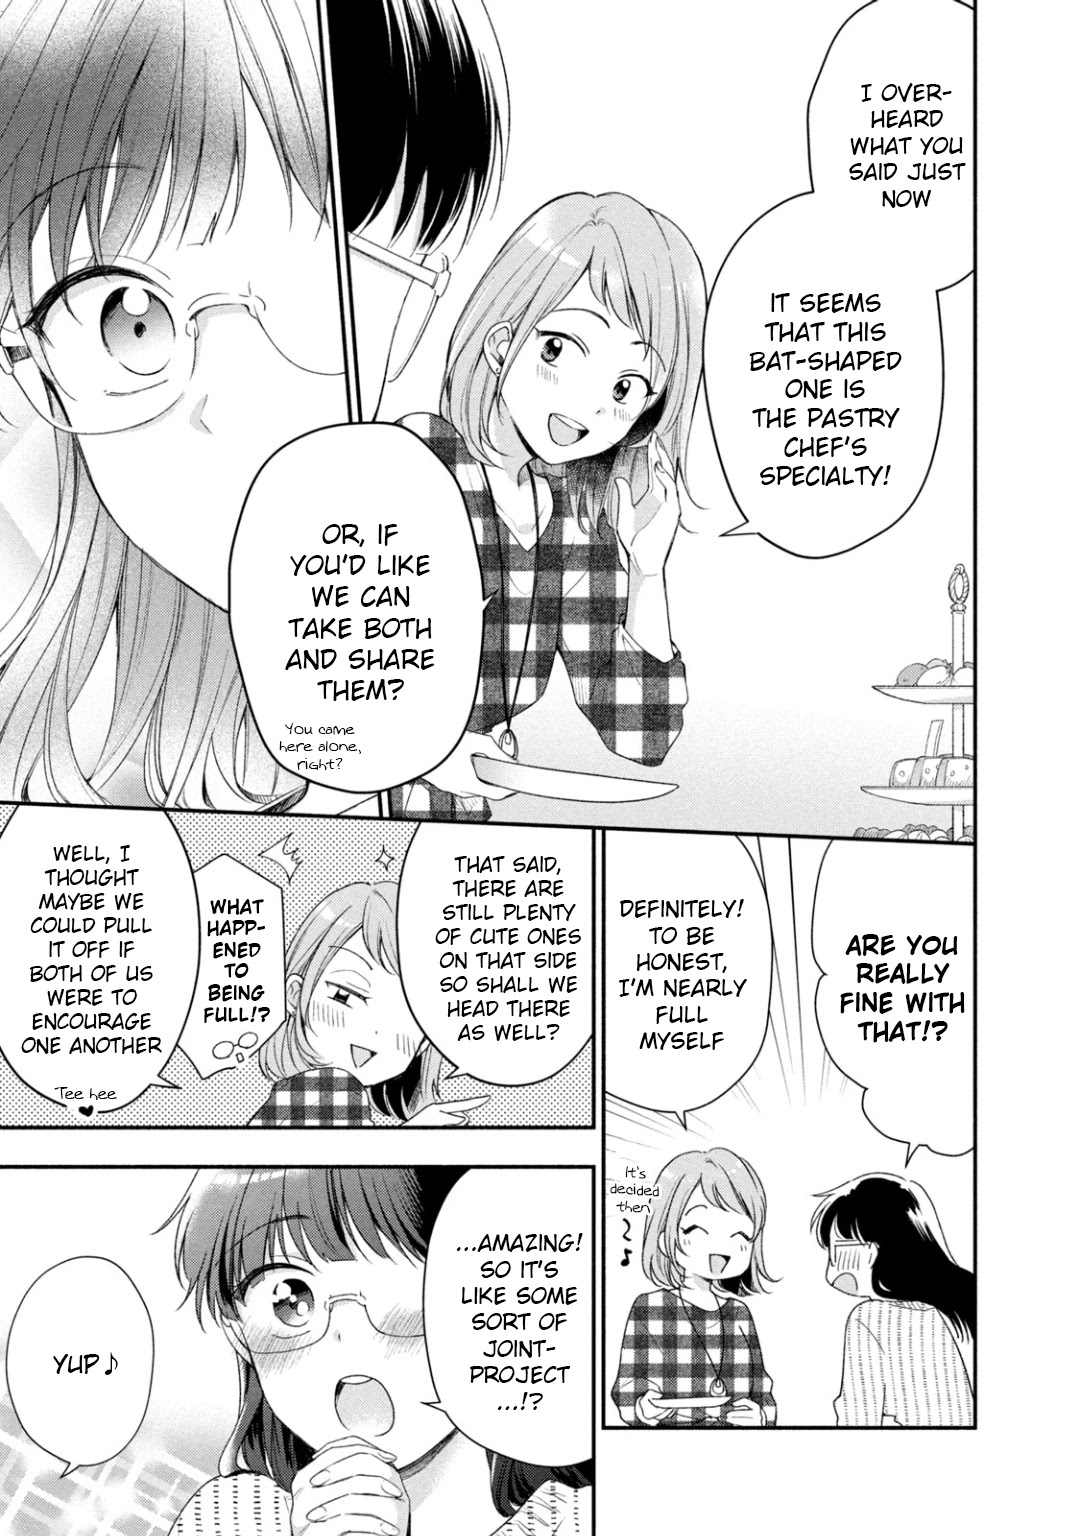 I OVER-
HEARD
WHAT YOU
SAID JUST
NOW
IT SEEMS
THAT THIS
BAT-SHAPED
ONE IS
THE PASTRY
CHEF'S
SPECIALTY!
OR, IF
YOU'D LIKE
WE CAN
TAKE BOTH
AND SHARE
THEM?
You came
here alone,
right?
ARE YOU
REALLY
FINE WITH
THAT!?
DEFINITELY!
TO BE
HONEST,
I'M NEARLY
FULL
MYSELF
It's
decided
then
THAT SAID,
THERE ARE
STILL PLENTY
OF CUTE ONES
ON THAT SIDE
SO SHALL WE
HEAD THERE
AS WELL?
WHAT
HAPP-
ENED
TO
BEING
FULL!?
WELL, I
THOUGHT
MAYBE WE
COULD PULL
IT OFF IF
BOTH OF US
WERE TO
ENCOURAGE
ONE ANOTHER
Tee hee
♥
...AMAZING!
SO IT'S
LIKE SOME
SORT OF
JOINT-
PROJECT
...!?
YUP♪